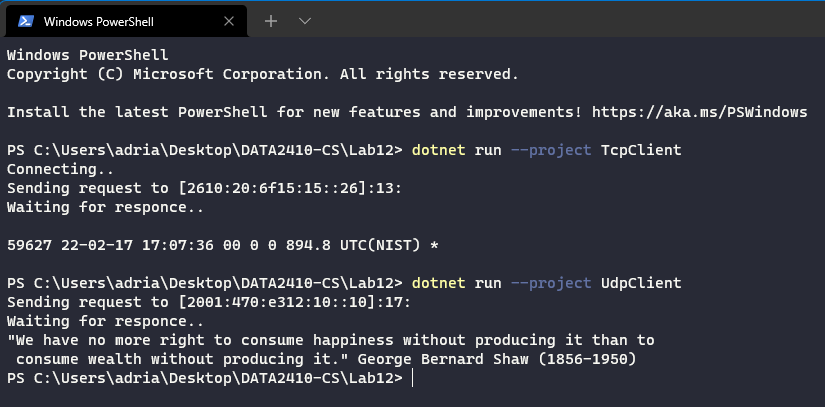 Windows PowerShell
Windows PowerShell
Copyright (C) Microsoft Corporation. All rights reserved.
Install the latest PowerShell for new features and improvements! https://aka.ms/PSWindows
PS C:\Users\adria\Desktop\DATA2410-CS\Lab12> dotnet run --project TcpClient
Connecting..
Sending request to [2610:20:6f15:15::26]:13:
Waiting for responce..
59627 22-02-17 17:07:36 00 0 0 894.8 UTC(NIST) *
PS C:\Users\adria\Desktop\DATA2410-CS\Lab12> dotnet run --project UdpClient
Sending request to [2001:470:e312:10::10]:17:
Waiting for responce..
"We have no more right to consume happiness without producing it than to
consume wealth without producing it." George Bernard Shaw (1856-1950)
PS C:\Users\adria\Desktop\DATA2410-CS\Lab12>